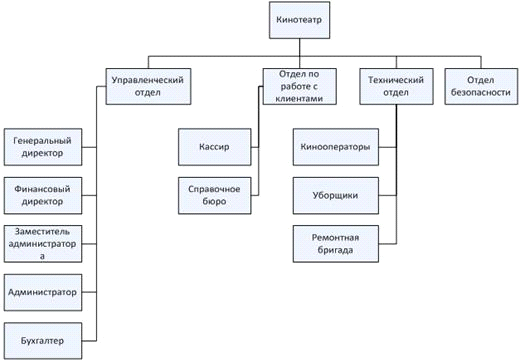 Кинотеатр
Управленческий
отдел
Отдел по
работе с
клиентами
Технический
отдел
Отдел
безопасности
Генеральный
директор
Кассир
Кинооператоры
Финансовый
директор
Справочное
бюро
Уборщики
Заместитель
администратор
а
Ремонтная
бригада
Администратор
Бухгалтер